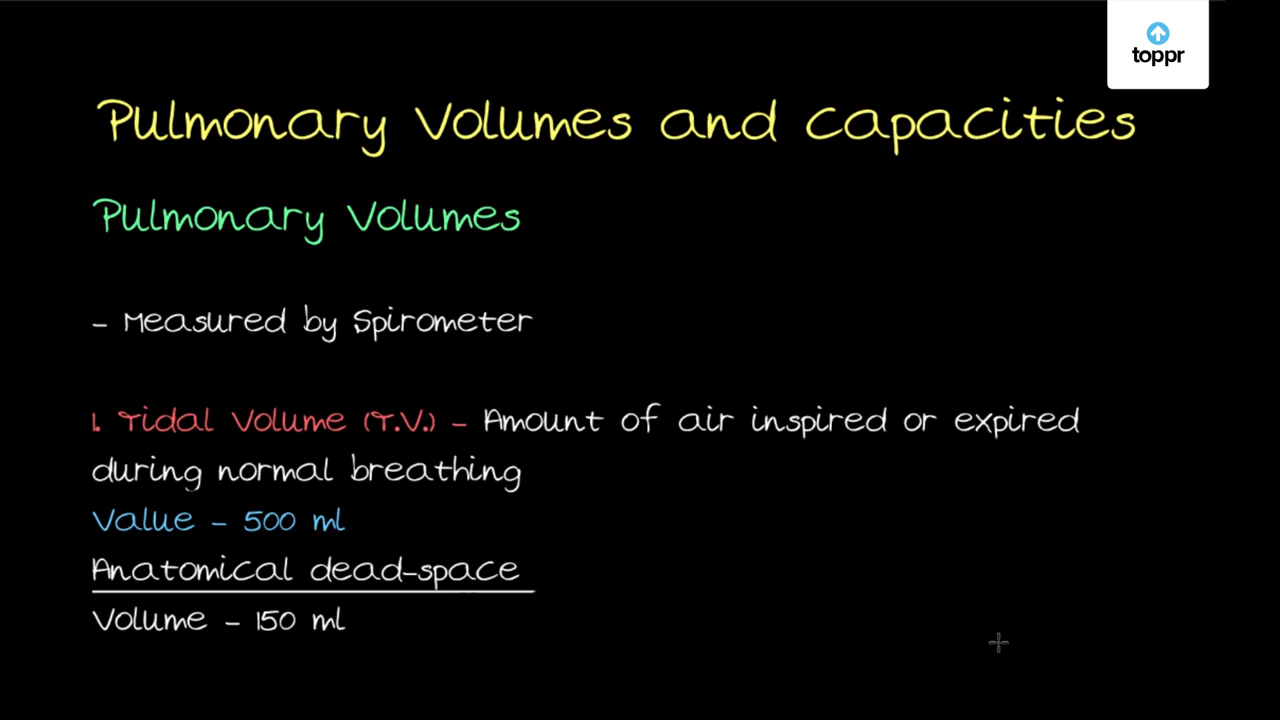 toppr
Pulmonary Volumes and capacities
Pulmonary Volumes
- Measured by Spirometer
1. Tidal Volume (T.V.) - Amount of air inspired or expired
during normal breathing
Value - 500 ml
Anatomical dead-space
Volume - 150 ml